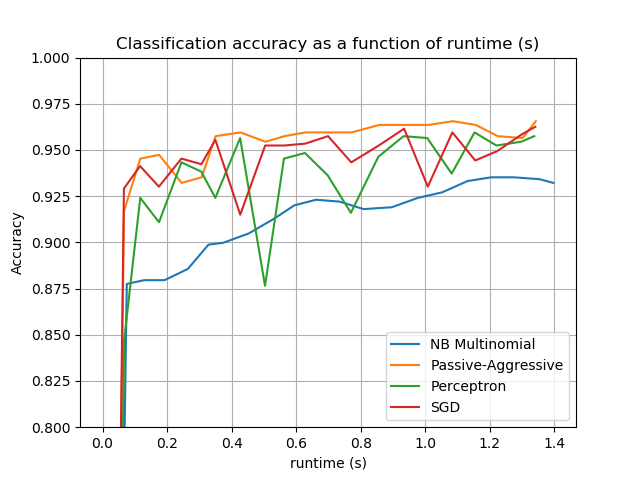 Classification accuracy as a function of runtime (s)
1.000
0.975
0.950
0.925
0.900
0.875
0.850
0.825
0.800
Accuracy
0.0 0.2 0.4 0.6 0.8 1.0 1.2 1.4
runtime (s)
NB Multinomial
Passive-Aggressive
Perceptron
SGD